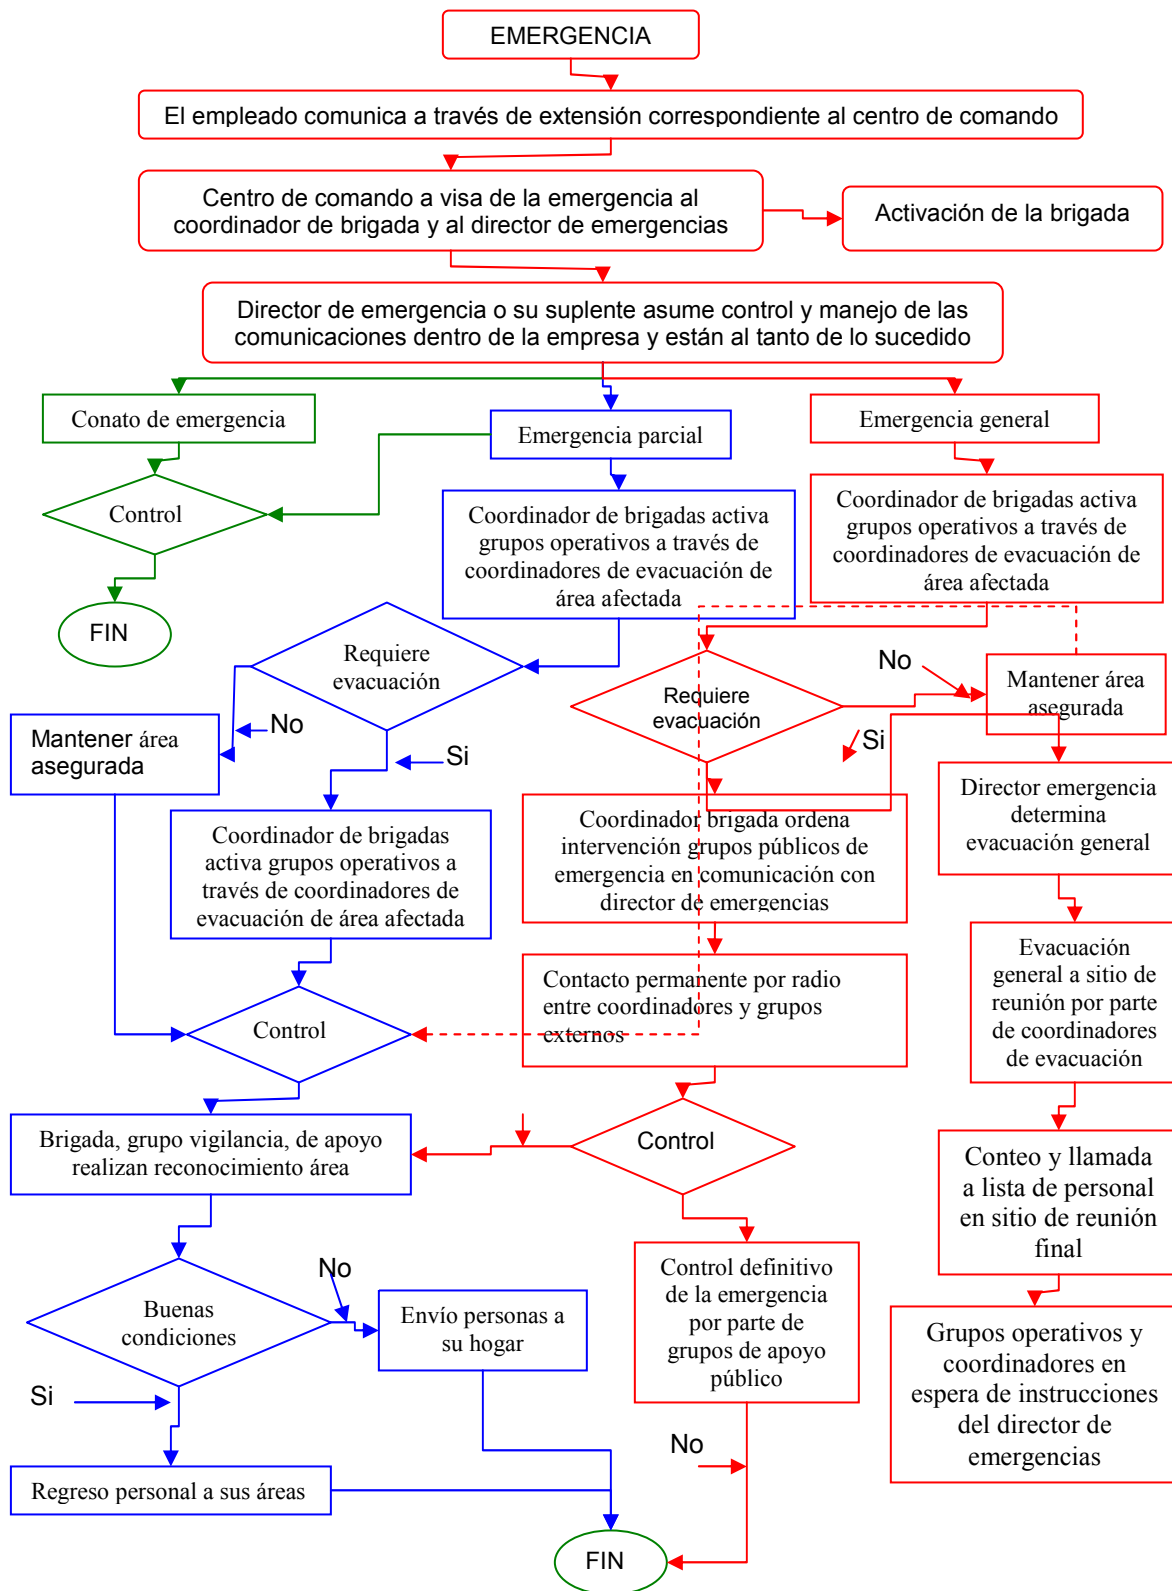 EMERGENCIA
El empleado comunica a través de extensión correspondiente al centro de comando
Centro de comando a visa de la emergencia al
coordinador de brigada y al director de emergencias
Activación de la brigada
Director de emergencia o su suplente asume control y manejo de las
comunicaciones dentro de la empresa y están al tanto de lo sucedido
Conato de emergencia
Emergencia parcial
Emergencia general
Control
Coordinador de brigadas activa
grupos operativos a través de
coordinadores de evacuación de
área afectada
Coordinador de brigadas activa
grupos operativos a través de
coordinadores de evacuación de
área afectada
FIN
Requiere
evacuación
No
Mantener área
asegurada
Si
Requiere
evacuación
No
Mantener área
asegurada
Si
Coordinador de brigadas
activa grupos operativos a
través de coordinadores de
evacuación de área afectada
Coordinador brigada ordena
intervención grupos públicos de
emergencia en comunicación con
director de emergencias
Director emergencia
determina
evacuación general
Contacto permanente por radio
entre coordinadores y grupos
externos
Evacuación
general a sitio de
reunión por parte
de coordinadores
de evacuación
Control
Control
Brigada, grupo vigilancia, de apoyo
realizan reconocimiento área
Conteo y llamada
a lista de personal
en sitio de reunión
final
No
Buenas
condiciones
Envío personas a
su hogar
Control definitivo
de la emergencia
por parte de
grupos de apoyo
público
Grupos operativos y
coordinadores en
espera de instrucciones
del director de
emergencias
Si
No
Regreso personal a sus áreas
FIN